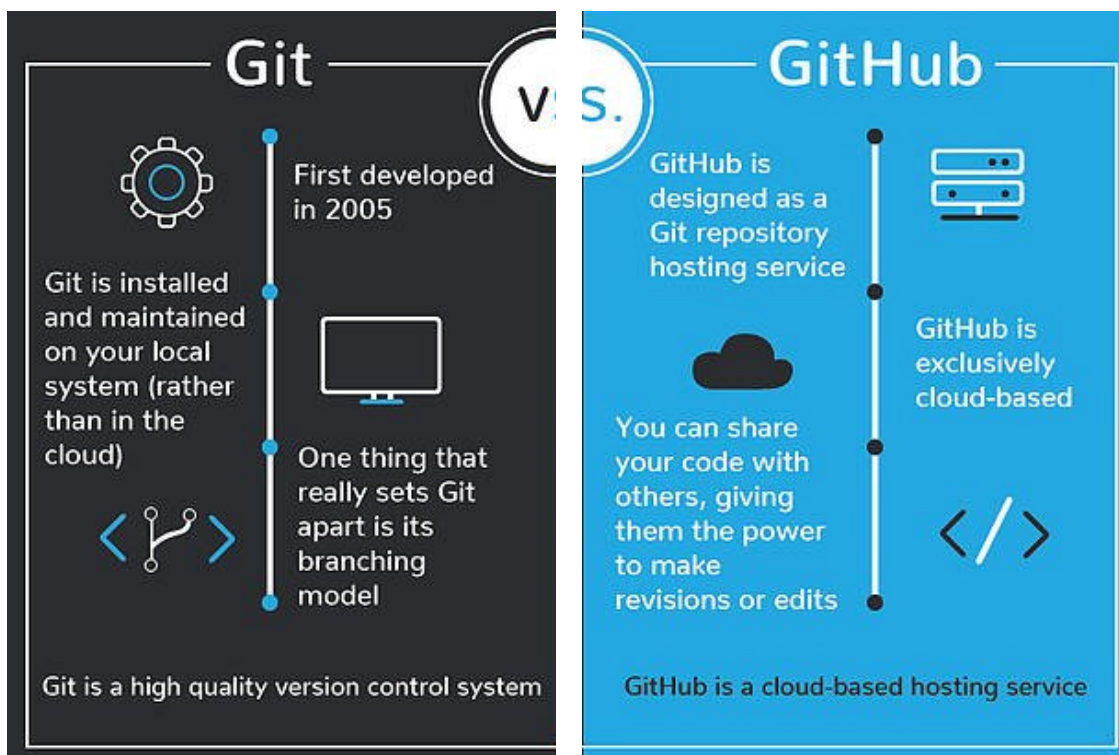 Git
vs.
GitHub
First developed
in 2005
Git is installed
and maintained
on your local
system (rather
than in the
cloud)
One thing that
really sets Git
apart is its
branching
model
Git is a high quality version control system
GitHub is
designed as a
Git repository
hosting service
GitHub is
exclusively
cloud-based
You can share
your code with
others, giving
them the power
to make
revisions or edits
GitHub is a cloud-based hosting service